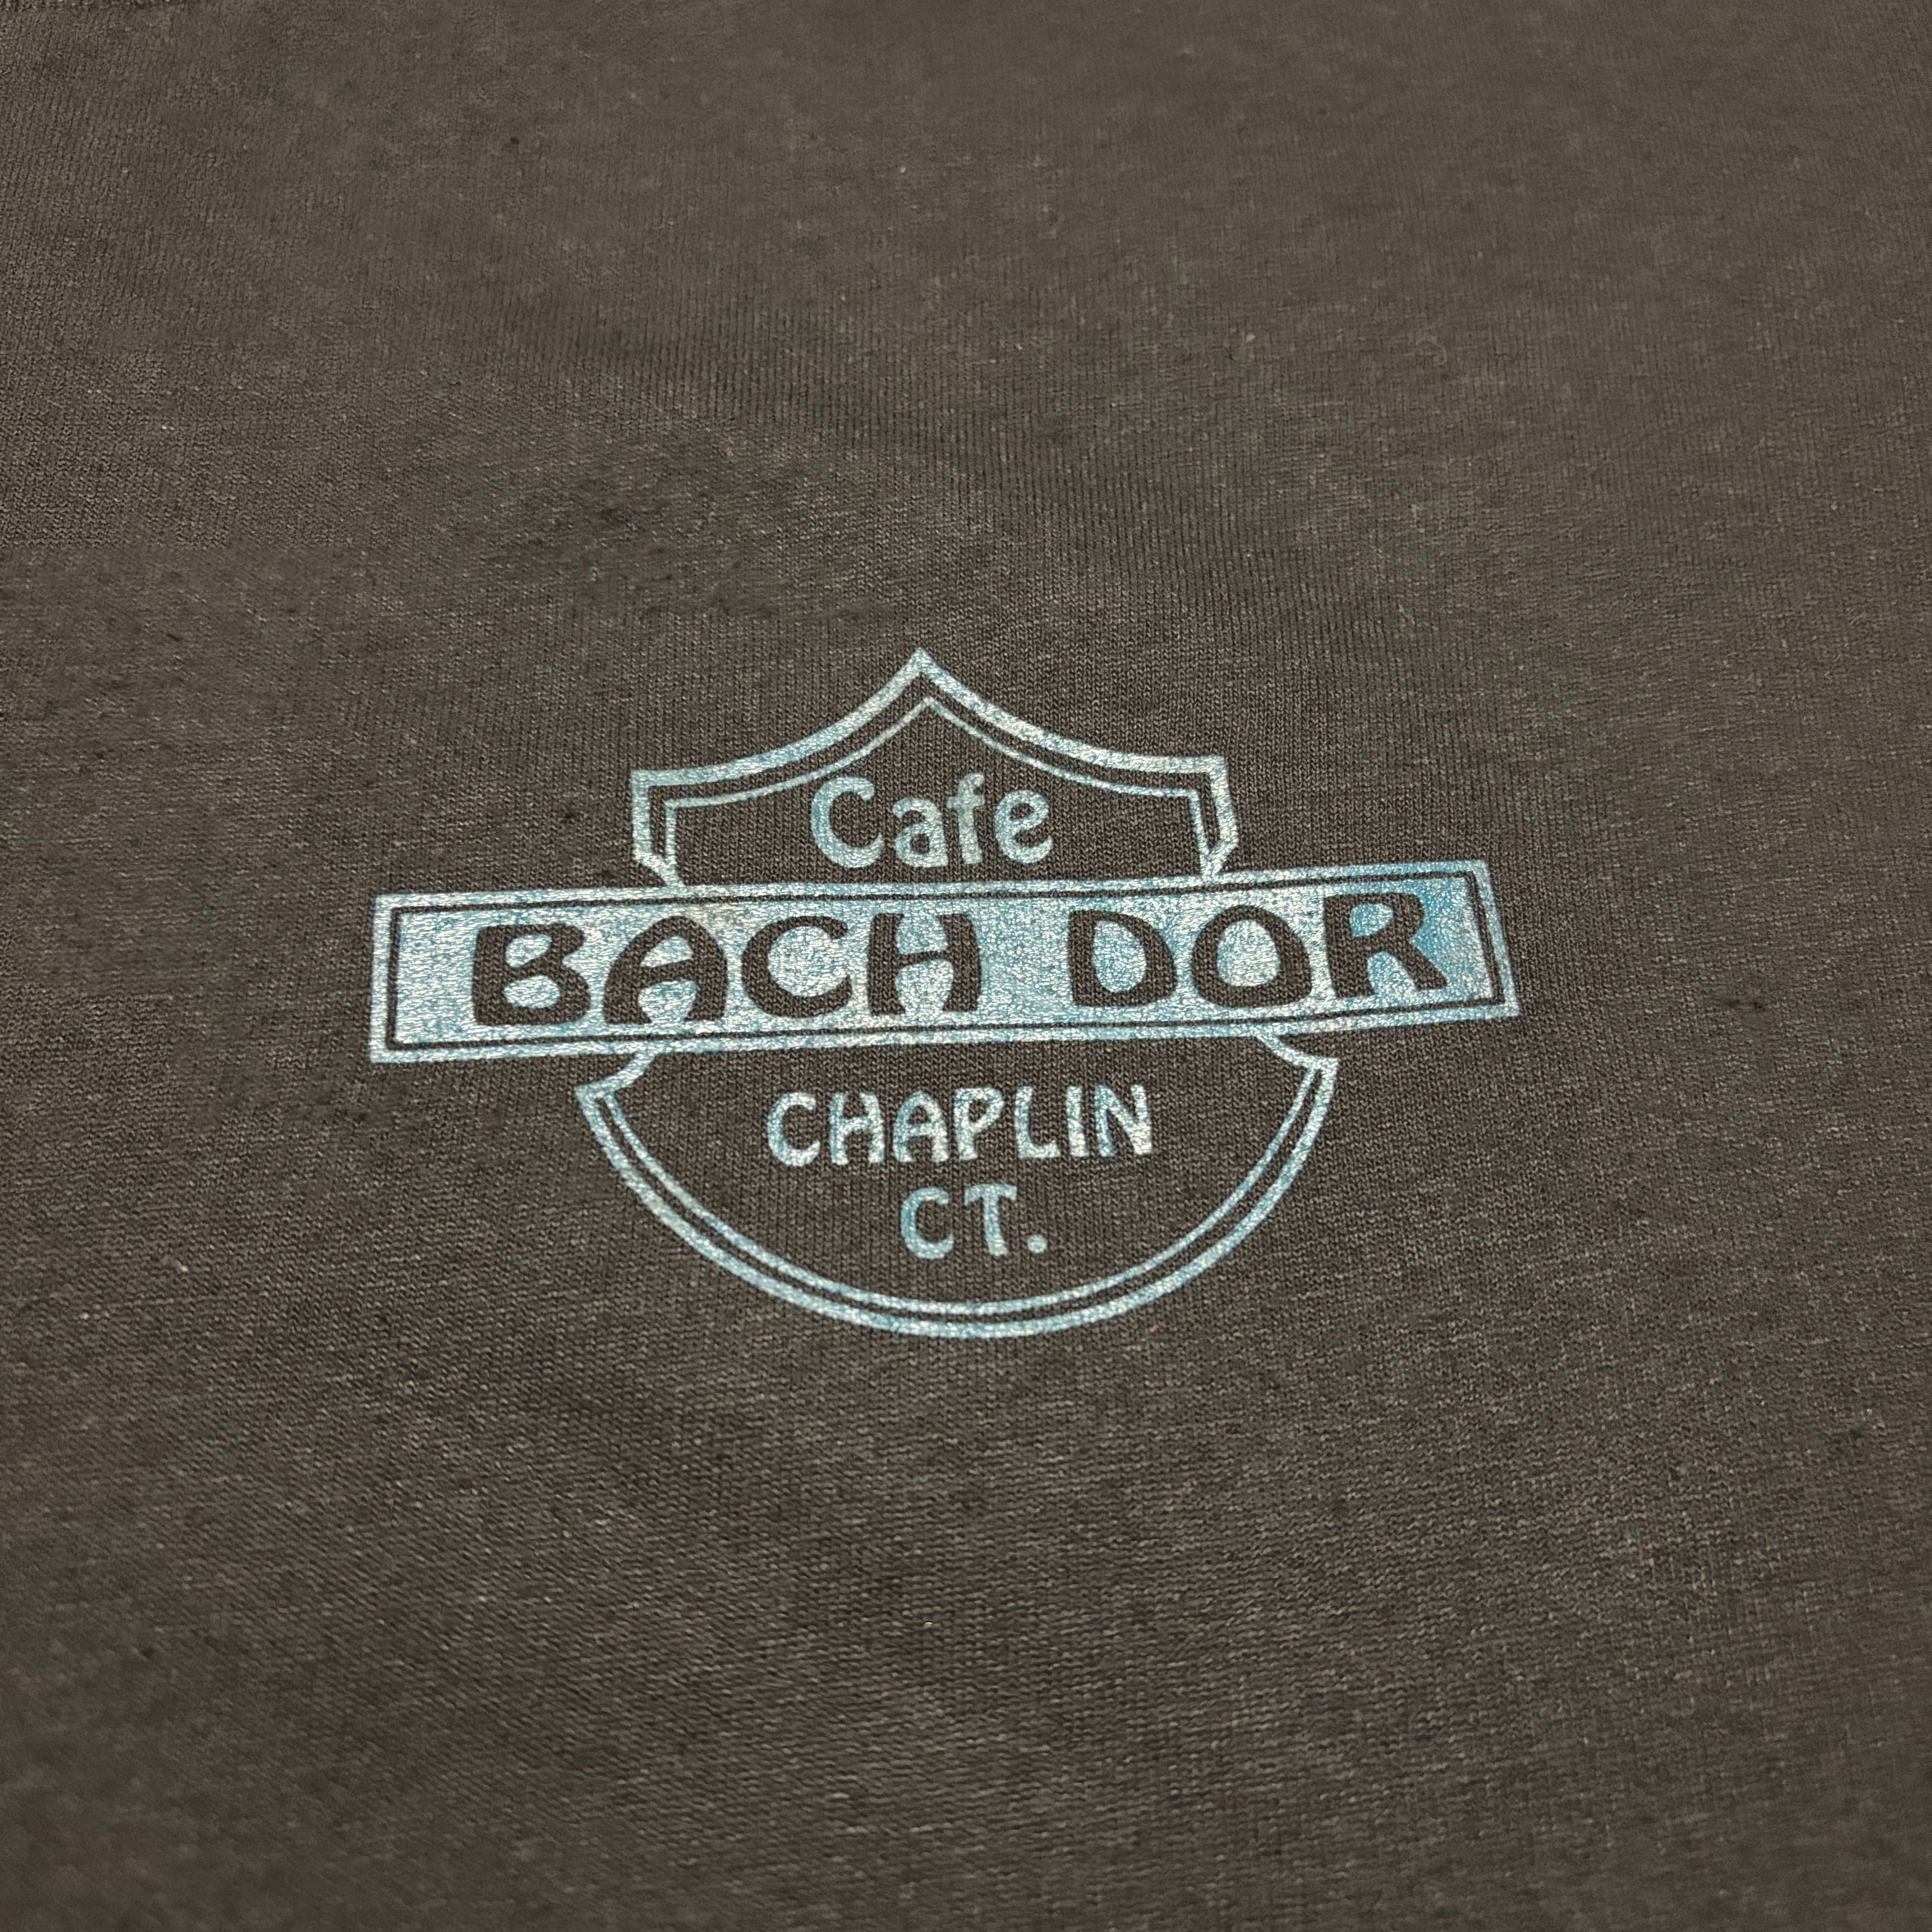 Cafe
BACH DOR
CHAPLIN
CT.